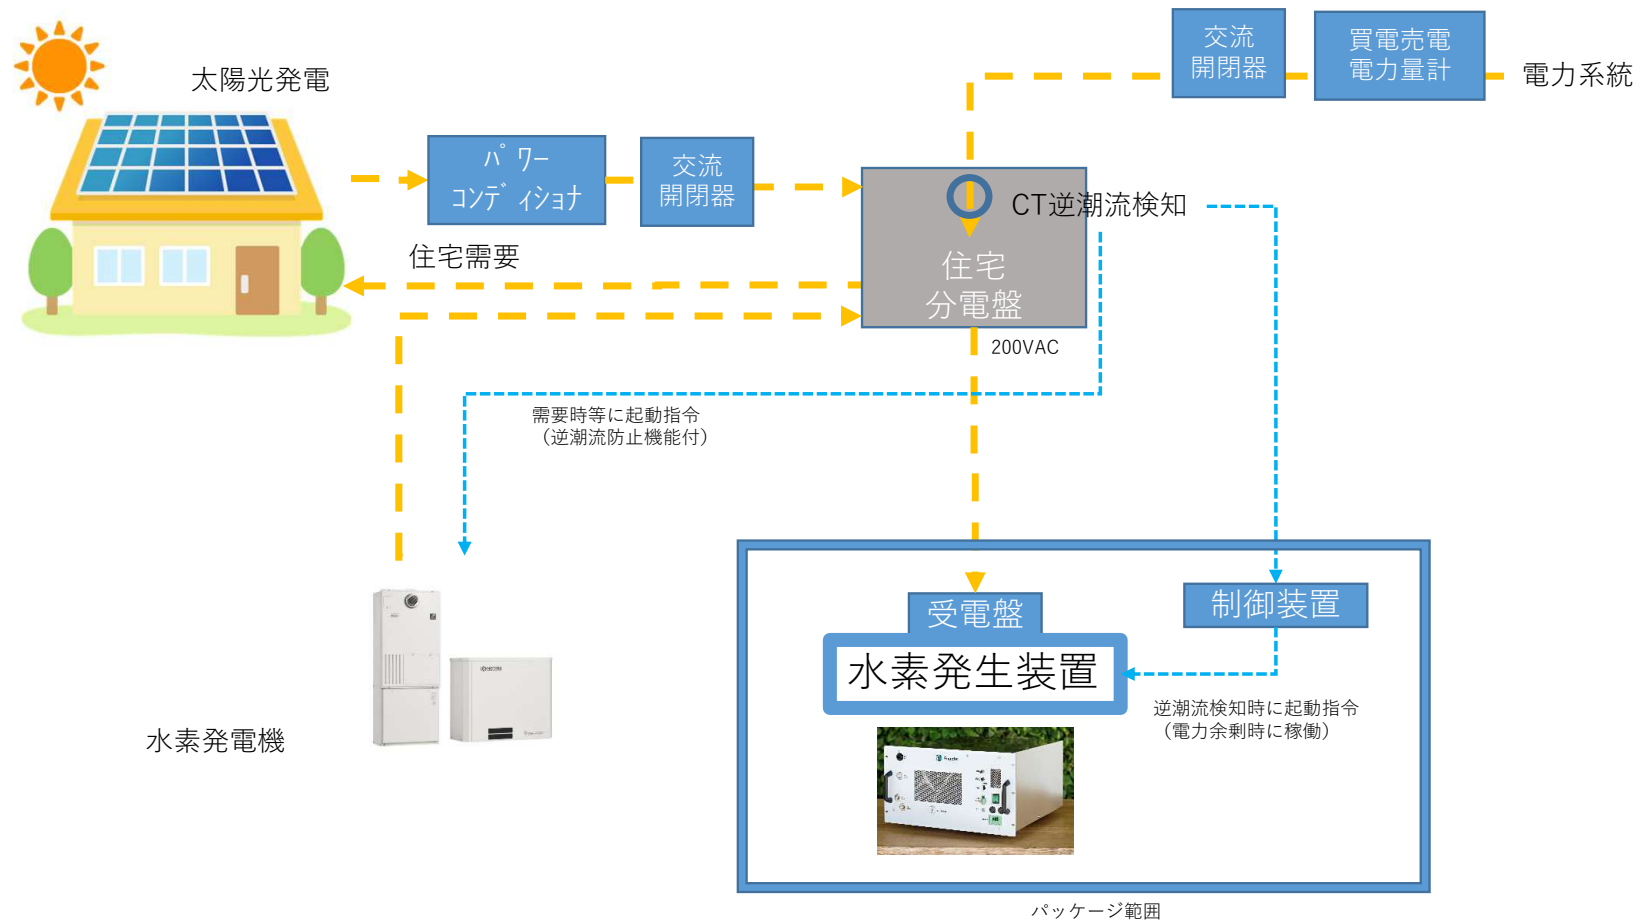 交流
開閉器
買電売電
電力量計
電力系統
太陽光発電
パワー
コンディショナ
交流
開閉器
CT逆潮流検知
住宅需要
住宅
分電盤
200VAC
需要時等に起動指令
（逆潮流防止機能付）
受電盤
制御装置
水素発生装置
逆潮流検知時に起動指令
（電力余剰時に稼働）
水素発電機
パッケージ範囲